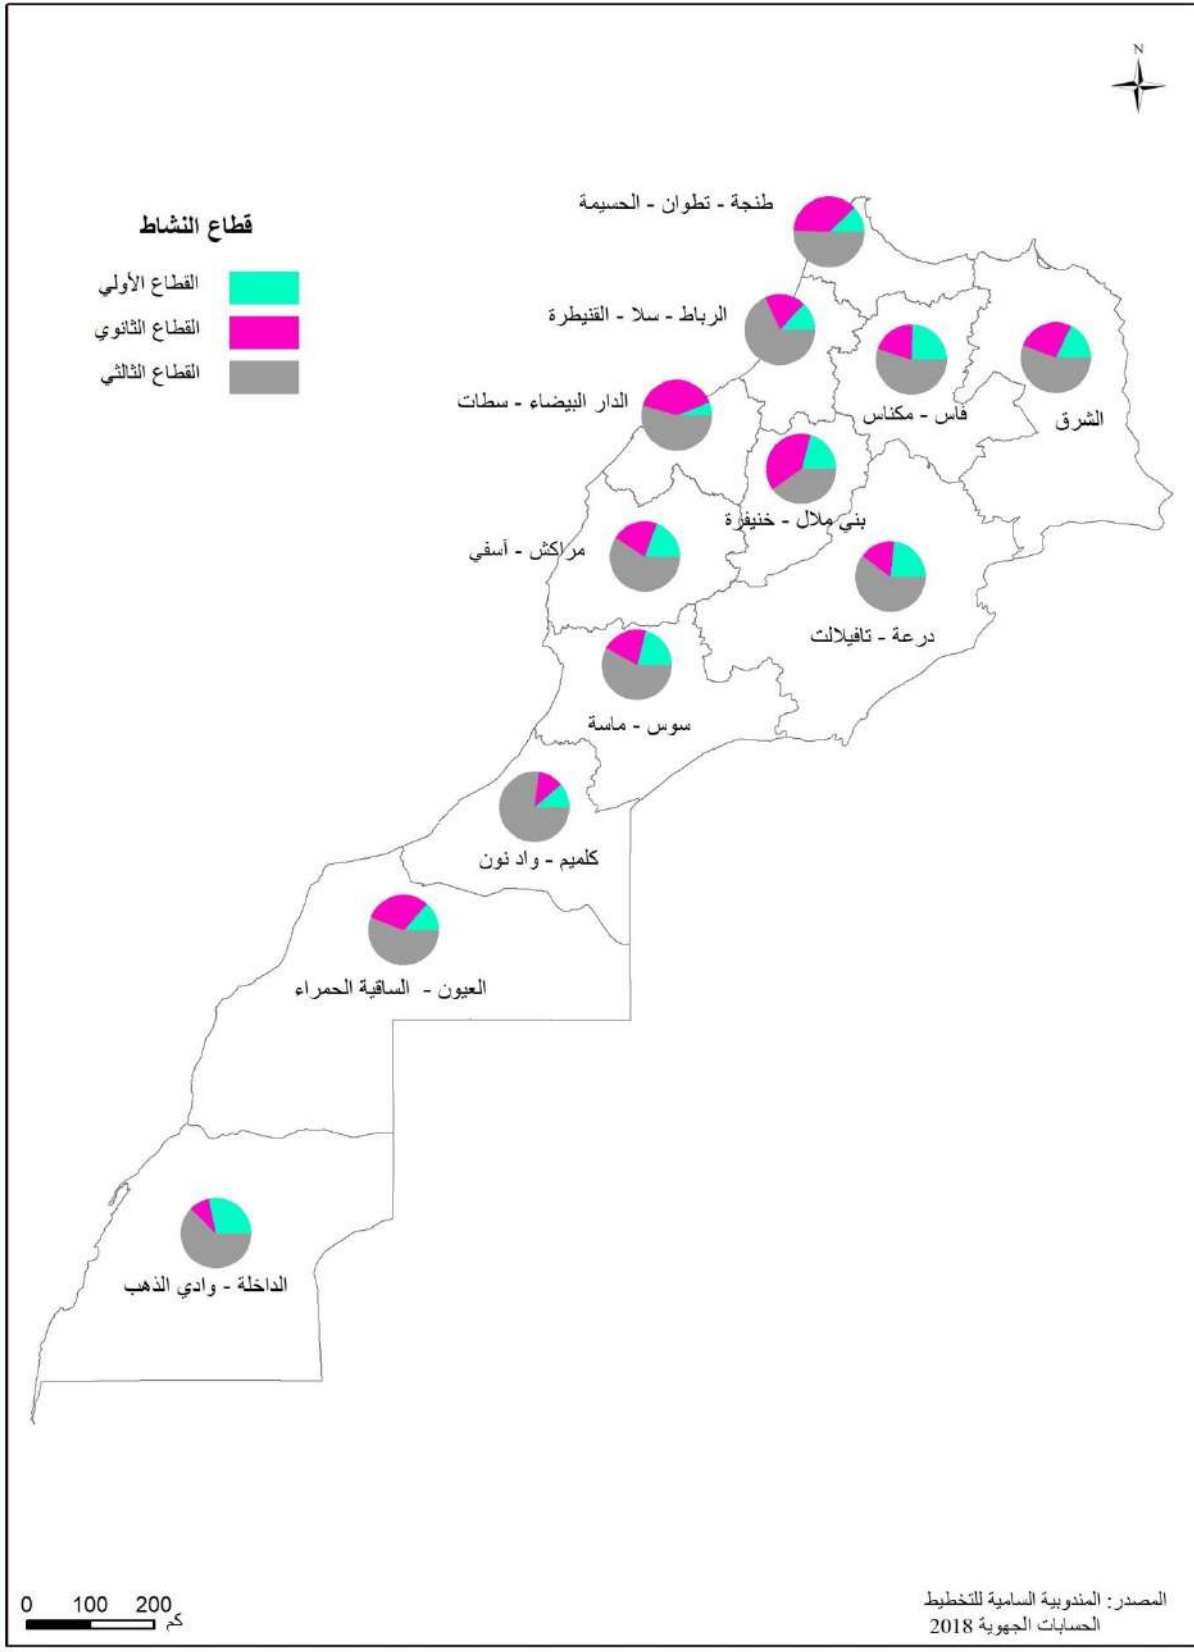 N
طنجة - تطوان - الحسيمة
قطاع النشاط
القطاع الأولي
القطاع الثانوي
القطاع الثالثي
الرباط - سلا - القنيطرة
الدار البيضاء - سطات
فاس - مكناس
الشرق
بني ملال - خنيفرة
مراكش - آسفي
درعة - تافيلالت
سوس - ماسة
كلميم - واد نون
العيون - الساقية الحمراء
الداخلة - وادي الذهب
0 100 200
كم
المصدر: المندوبية السامية للتخطيط
الحسابات الجهوية 2018